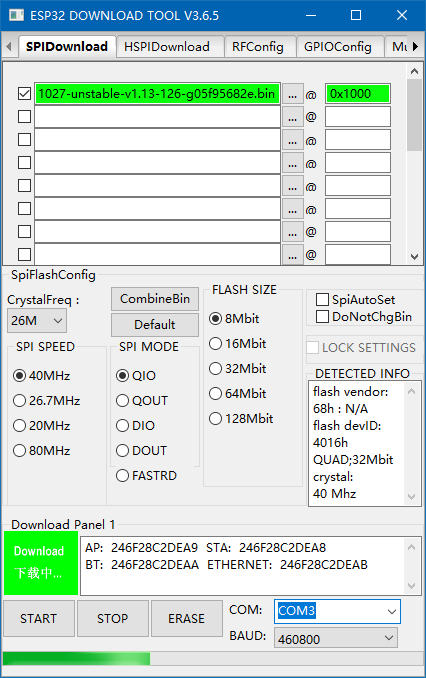 ESP32 DOWNLOAD TOOL V3.6.5
SPIDownload HSPIDownload RFConfig GPIOConfig Mu
1027-unstable-v1.13-126-g05f95682e.bin ... @ 0x1000
... @
... @
... @
... @
... @
... @
... @
SpiFlashConfig
CrystalFreq :
26M
CombineBin
Default
SPI SPEED
40MHz
26.7MHz
20MHz
80MHz
SPI MODE
QIO
QOUT
DIO
DOUT
FASTRD
FLASH SIZE
8Mbit
16Mbit
32Mbit
64Mbit
128Mbit
SpiAutoSet
DoNotChgBin
LOCK SETTINGS
DETECTED INFO
flash vendor:
68h : N/A
flash devID:
4016h
QUAD;32Mbit
crystal:
40 Mhz
Download Panel 1
Download
下载中...
AP: 246F28C2DEA9 STA: 246F28C2DEA8
BT: 246F28C2DEAA ETHERNET: 246F28C2DEAB
START STOP ERASE
COM: COM3
BAUD: 460800